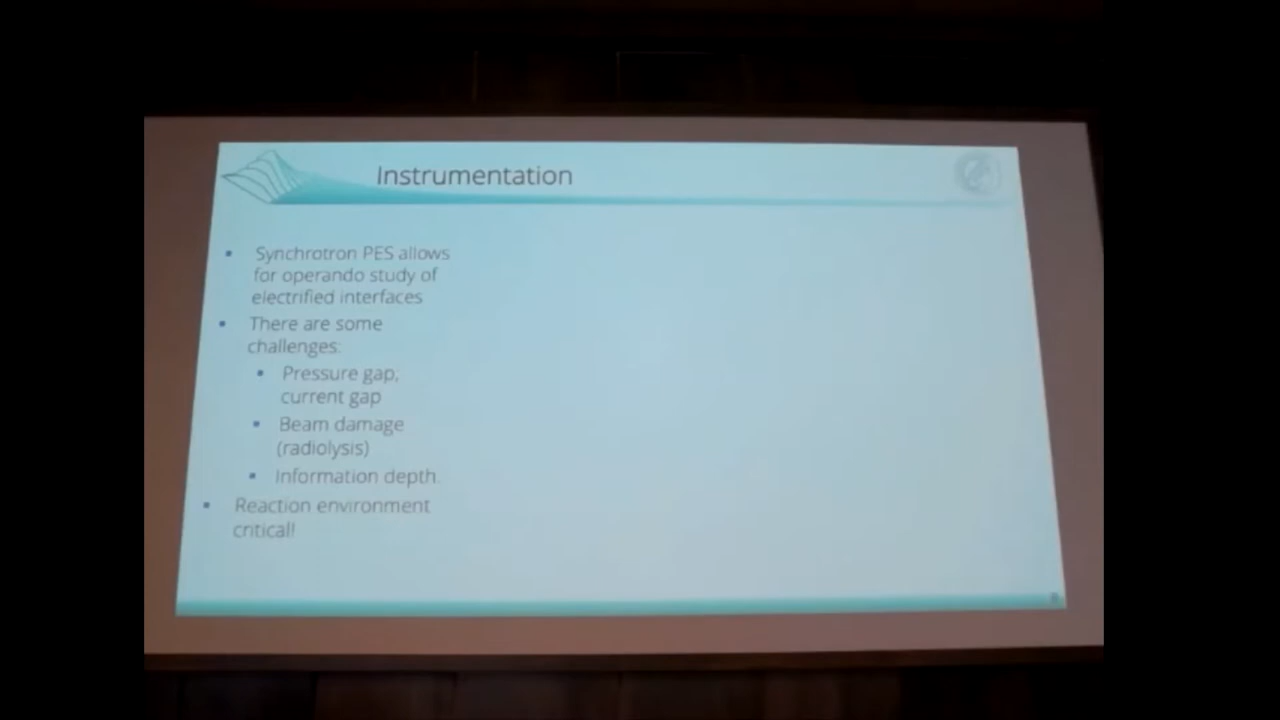 Instrumentation
Synchrotron PES allows
for operando study of
electrified interfaces
There are some
challenges:
Pressure gap,
current gap
Beam damage
(radiolysis)
Information depth.
Reaction environment
critical!